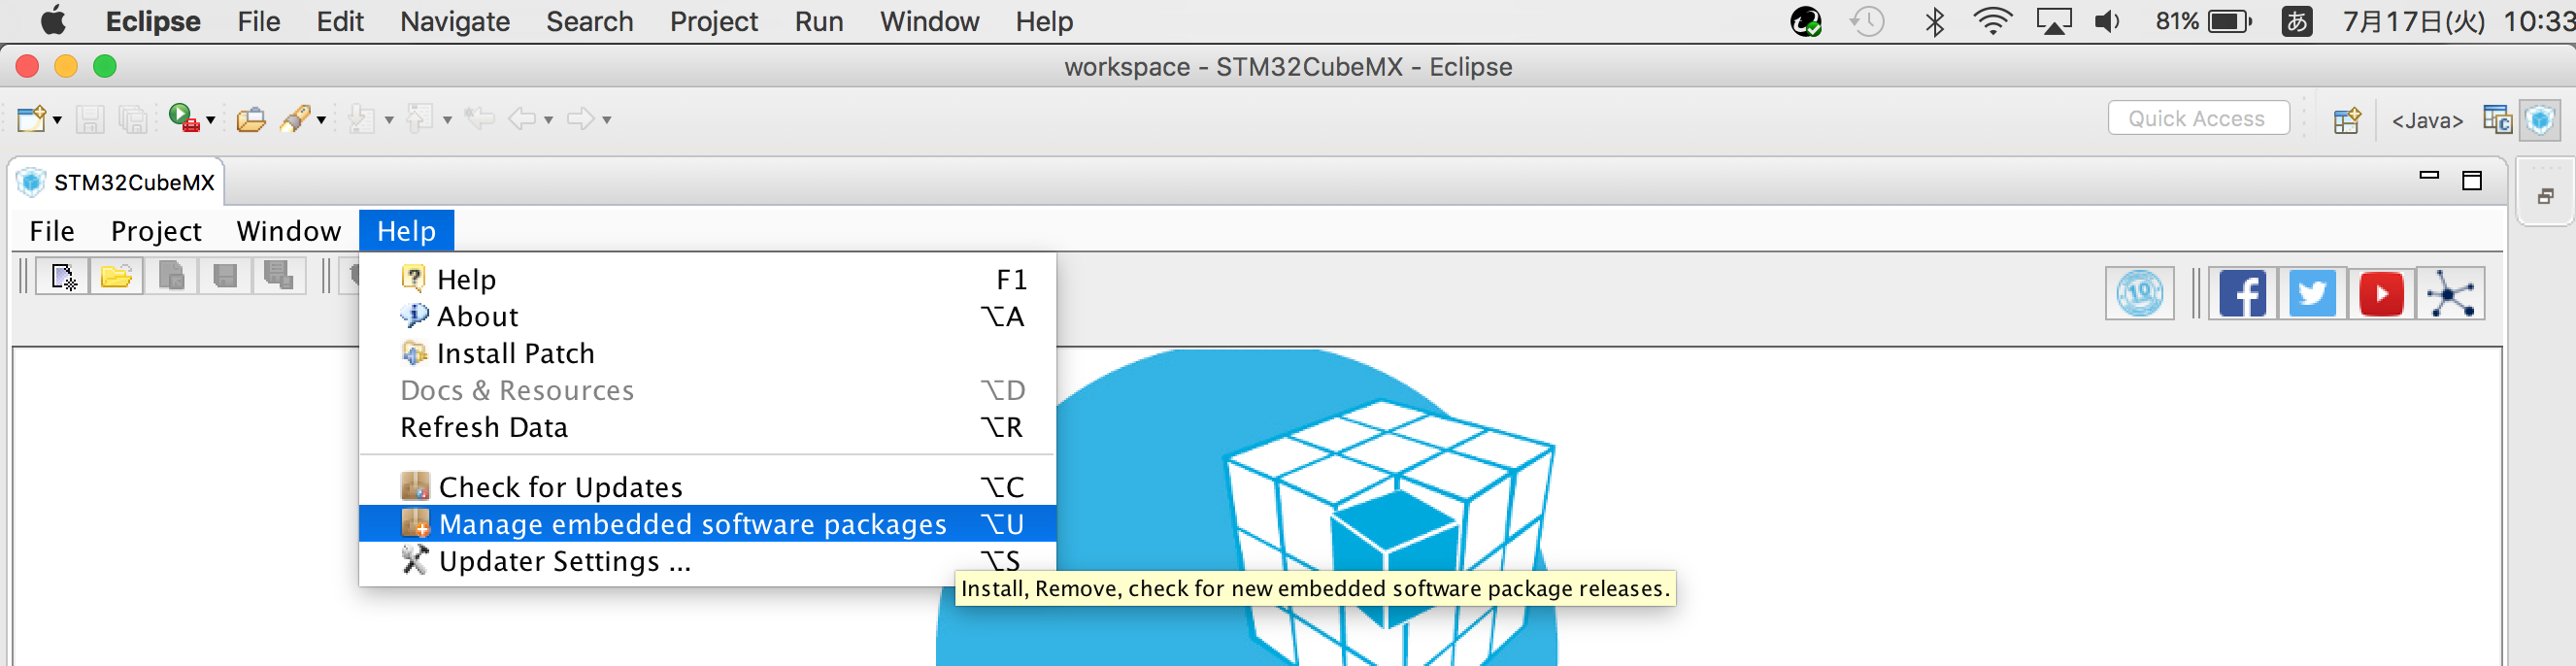 Eclipse File Edit Navigate Search Project Run Window Help 81% あ 7月17日(火) 10:33
workspace - STM32CubeMX - Eclipse
Quick Access <Java>
STM32CubeMX
File Project Window Help
Help F1
About ⌥A
Install Patch
Docs & Resources ⌥D
Refresh Data ⌥R
Check for Updates ⌥C
Manage embedded software packages ⌥U
Updater Settings ... ⌥S
Install, Remove, check for new embedded software package releases.
10